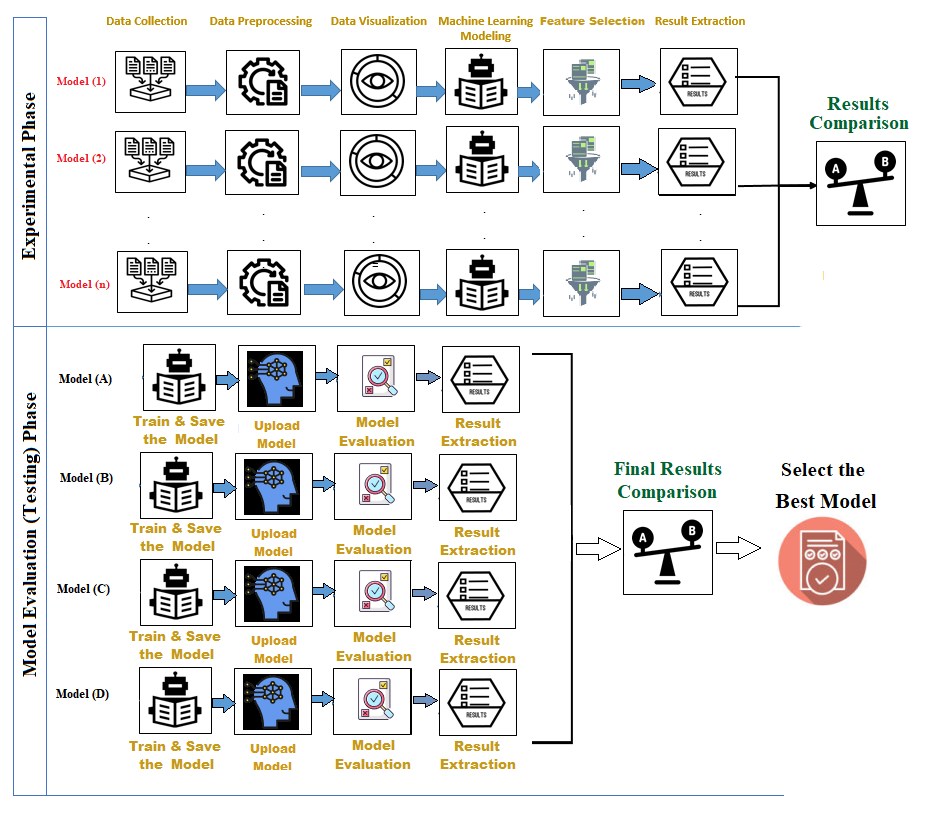 Data Collection
Data Preprocessing
Data Visualization
Machine Learning
Modeling
Feature Selection
Result Extraction
Experimental Phase
Model (1)
RESULTS
Results
Comparison
Model (2)
RESULTS
A
B
Model (n)
RESULTS
Model Evaluation (Testing) Phase
Model (A)
RESULTS
Train & Save
the Model
Upload
Model
Model
Evaluation
Result
Extraction
Model (B)
RESULTS
Train & Save
the Model
Upload
Model
Model
Evaluation
Result
Extraction
Final Results
Comparison
A
B
Select the
Best Model
Model (C)
RESULTS
Train & Save
the Model
Upload
Model
Model
Evaluation
Result
Extraction
Model (D)
RESULTS
Train & Save
the Model
Upload
Model
Model
Evaluation
Result
Extraction